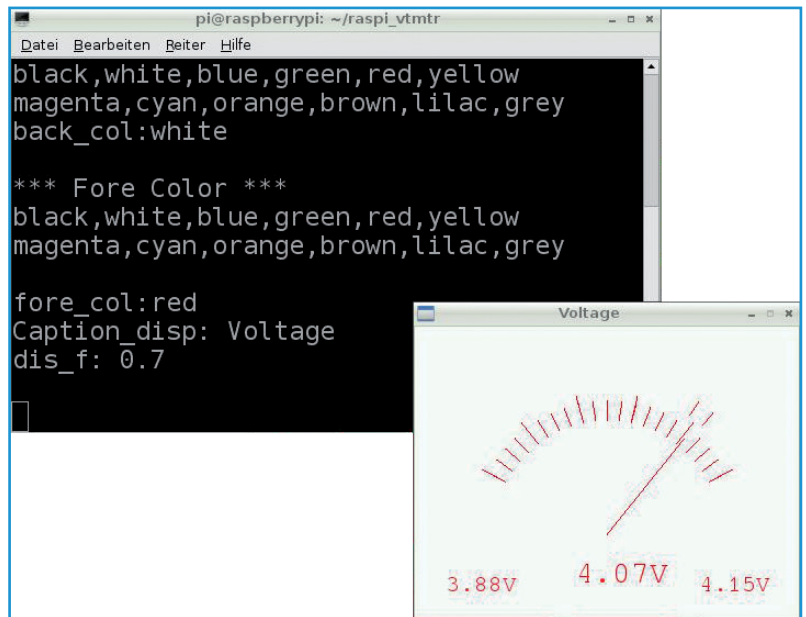 pi@raspberrypi: ~/raspi_vtmtr
Datei Bearbeiten Reiter Hilfe
black,white,blue,green,red,yellow
magenta,cyan,orange,brown,lilac,grey
back_col:white
*** Fore Color ***
black,white,blue,green,red,yellow
magenta,cyan,orange,brown,lilac,grey
fore_col:red
Caption_disp: Voltage
dis_f: 0.7
Voltage
3.88V 4.07V 4.15V